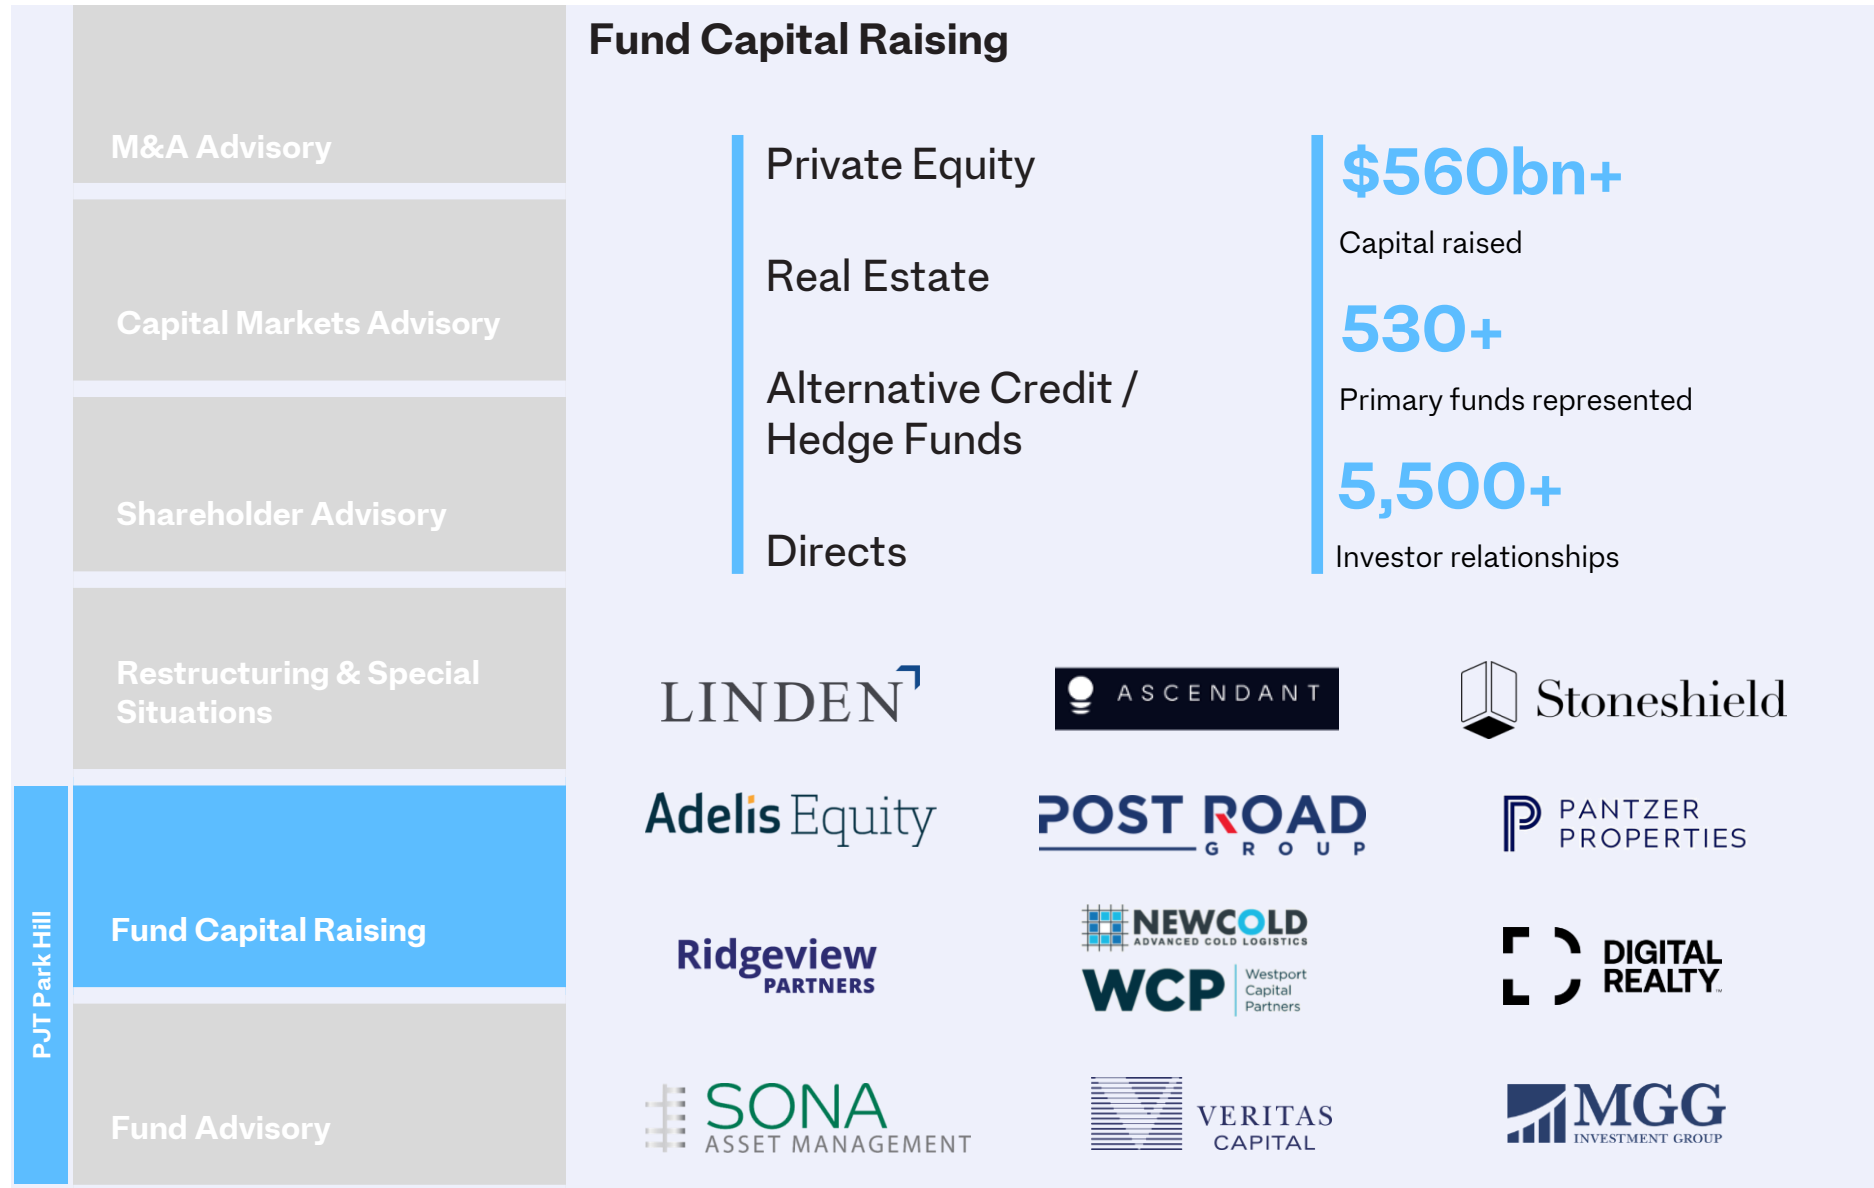 Fund Capital Raising
M&A Advisory
Capital Markets Advisory
Shareholder Advisory
Restructuring & Special
Situations
Fund Capital Raising
Fund Advisory
PJT Park Hill
Private Equity
Real Estate
Alternative Credit /
Hedge Funds
Directs
$560bn+
Capital raised
530+
Primary funds represented
5,500+
Investor relationships
LINDEN
ASCENDANT
Stoneshield
Adelis Equity
POST ROAD
GROUP
PANTZER
PROPERTIES
Ridgeview
PARTNERS
NEWCOLD
ADVANCED COLD LOGISTICS
WCP
Westport
Capital
Partners
DIGITAL
REALTY™
SONA
ASSET MANAGEMENT
VERITAS
CAPITAL
MGG
INVESTMENT GROUP